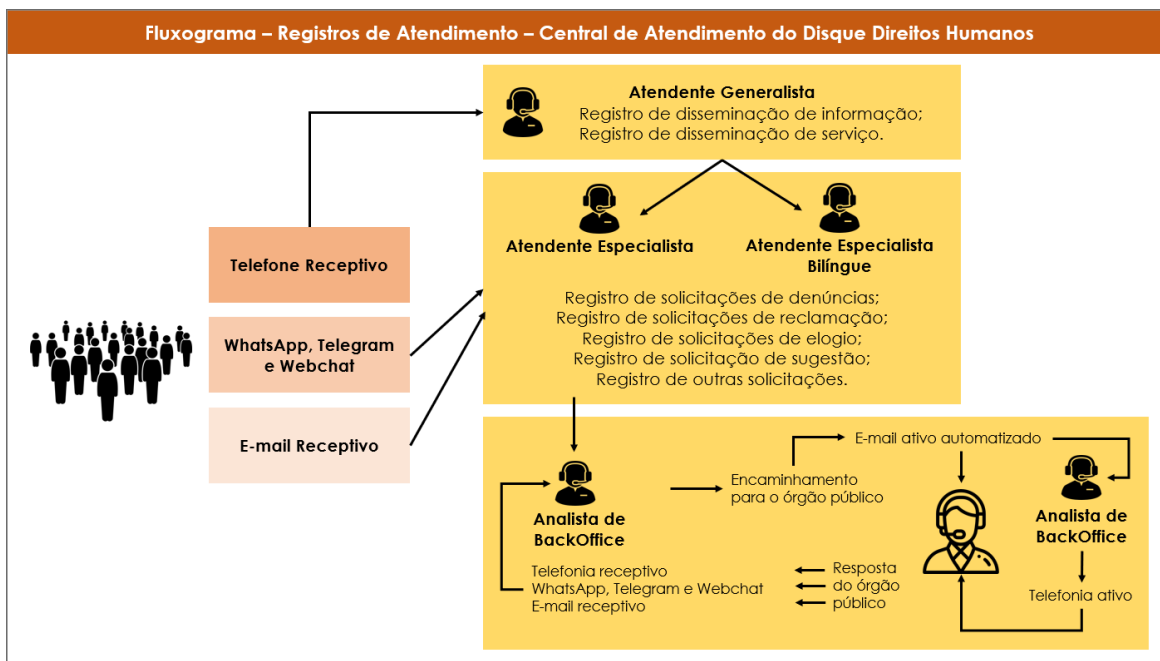 Fluxograma – Registros de Atendimento – Central de Atendimento do Disque Direitos Humanos
Atendente Generalista
Registro de disseminação de informação;
Registro de disseminação de serviço.
Telefone Receptivo
WhatsApp, Telegram
e Webchat
E-mail Receptivo
Atendente Especialista
Atendente Especialista
Bilíngue
Registro de solicitações de denúncias;
Registro de solicitações de reclamação;
Registro de solicitações de elogio;
Registro de solicitação de sugestão;
Registro de outras solicitações.
Analista de
BackOffice
Encaminhamento
para o órgão público
E-mail ativo automatizado
Analista de
BackOffice
Telefonia ativo
Resposta
do órgão
público
Telefonia receptivo
WhatsApp, Telegram e Webchat
E-mail receptivo